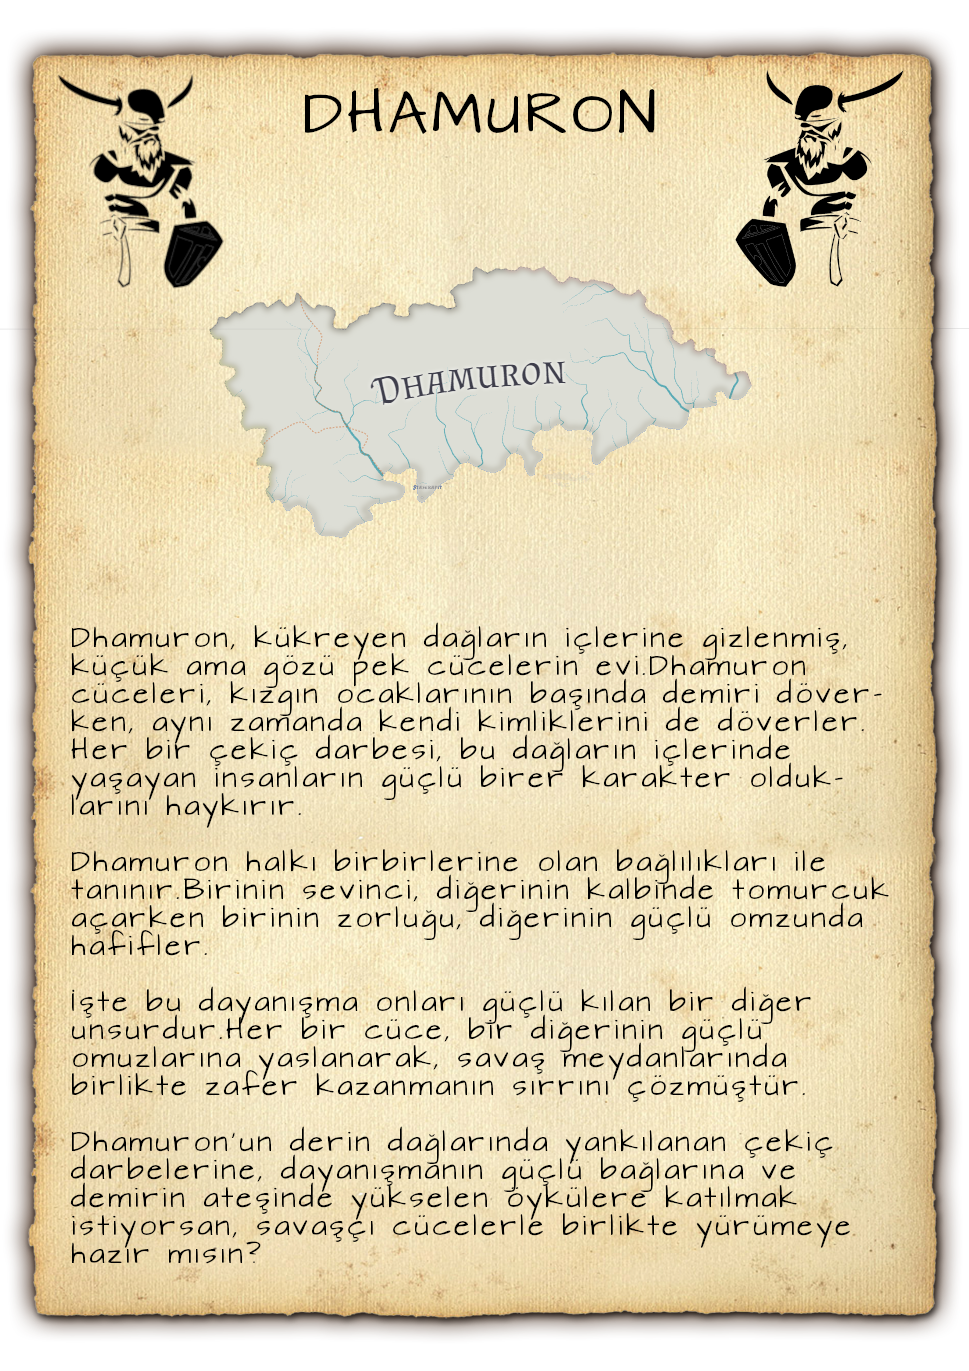 DHAMURON
DHAMURON
Dhamuron, kükreyen dağların içlerine gizlenmiş,
küçük ama gözü pek cücelerin evi.Dhamuron
cüceleri, kızgın ocaklarının başında demiri döver-
ken, aynı zamanda kendi kimliklerini de döverler.
Her bir çekiç darbesi, bu dağların içlerinde
yaşayan insanların güçlü birer karakter olduk-
larını haykırır.
Dhamuron halkı birbirlerine olan bağlılıkları ile
tanınır.Birinin sevinci, diğerinin kalbinde tomurcuk
açarken birinin zorluğu, diğerinin güçlü omzunda
hafifler.
İşte bu dayanışma onları güçlü kılan bir diğer
unsurdur.Her bir cüce, bir diğerinin güçlü
omuzlarına yaslanarak, savaş meydanlarında
birlikte zafer kazanmanın sırrını çözmüştür.
Dhamuron'un derin dağlarında yankılanan çekiç
darbelerine, dayanışmanın güçlü bağlarına ve
demirin ateşinde yükselen öykülere katılmak
istiyorsan, savaşçı cücelerle birlikte yürümeye
hazır mısın?